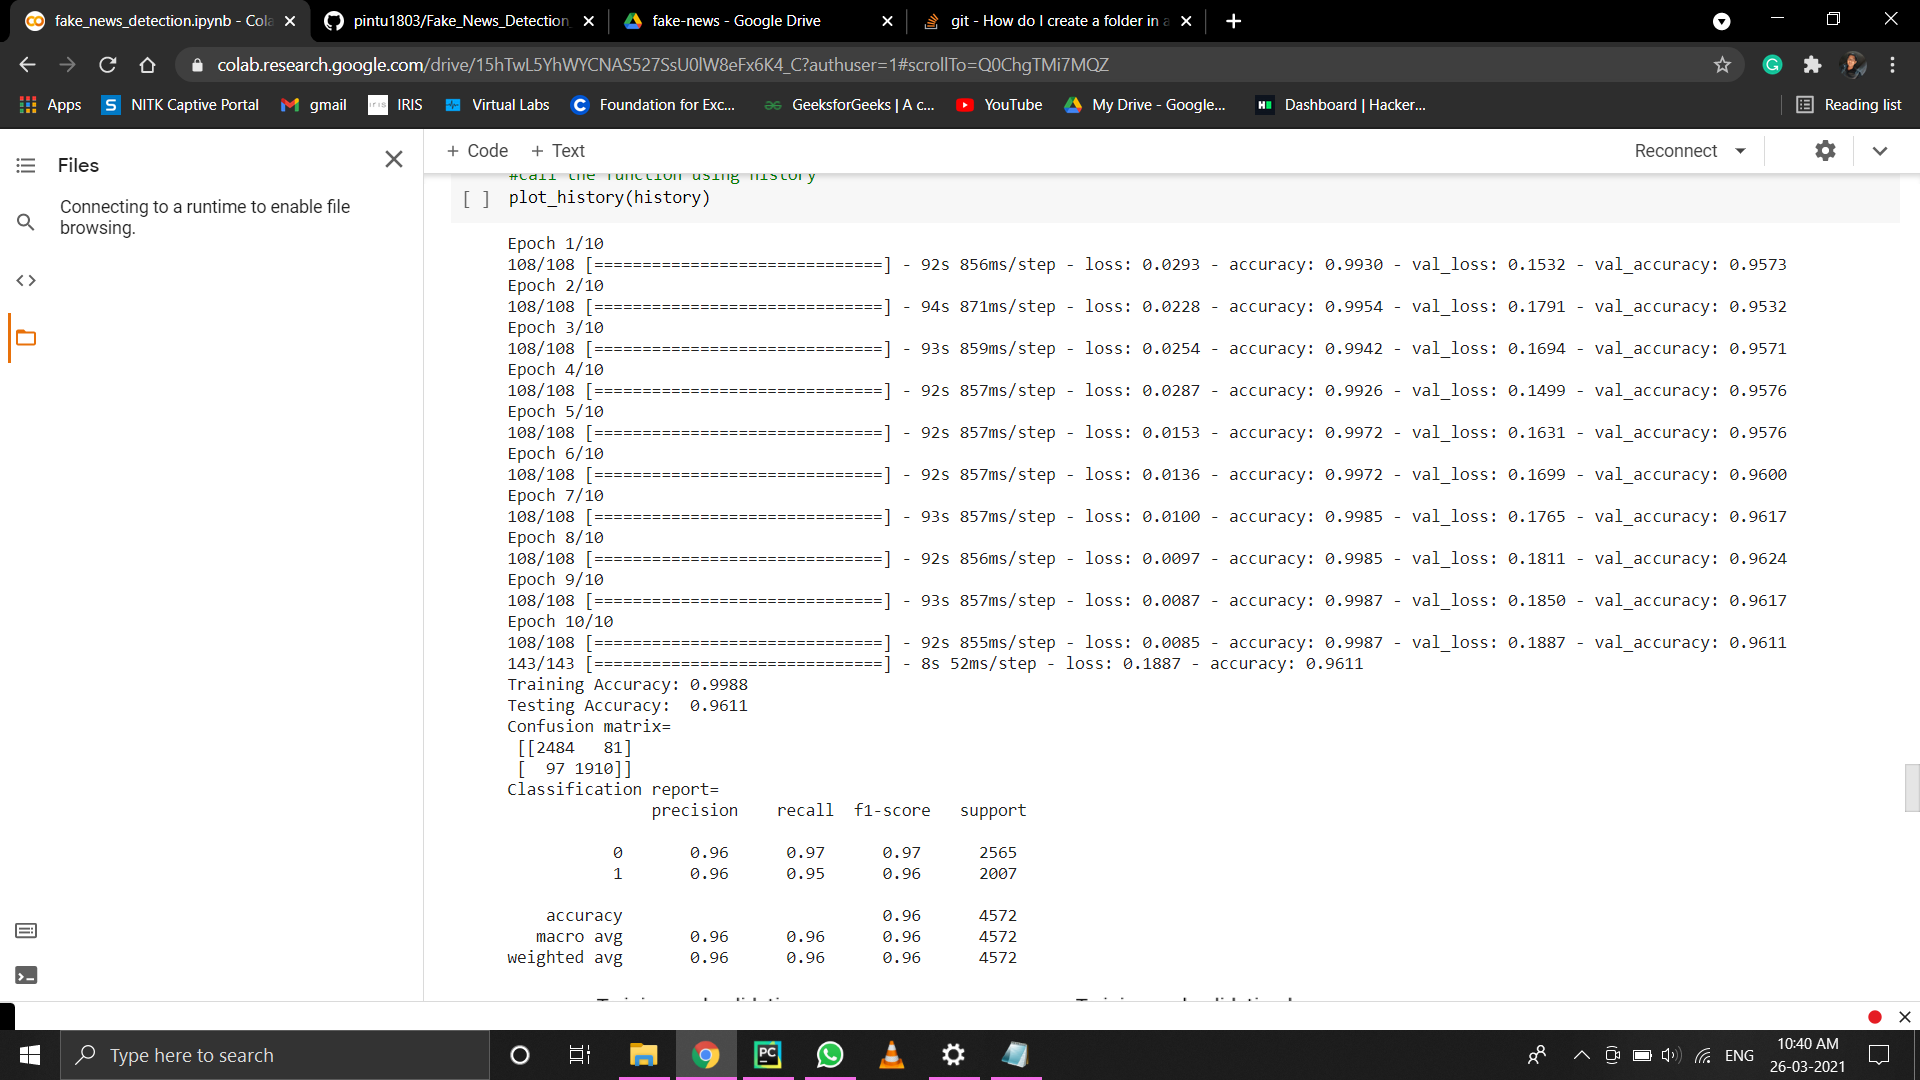 fake_news_detection.ipynb - Cola
pintu1803/Fake_News_Detection
fake-news - Google Drive
git - How do I create a folder in a
colab.research.google.com/drive/15hTwL5YhWYCNAS527SsU0lW8eFx6K4_C?authuser=1#scrollTo=Q0ChgTMi7MQZ
Apps
S NITK Captive Portal
gmail
iris IRIS
Virtual Labs
C Foundation for Exc...
GeeksforGeeks | A c...
YouTube
My Drive - Google...
Dashboard | Hacker...
Reading list
Files
+ Code + Text
Reconnect
Connecting to a runtime to enable file
browsing.
#call the function using history
[ ] plot_history(history)
Epoch 1/10
108/108 [==============================] - 92s 856ms/step - loss: 0.0293 - accuracy: 0.9930 - val_loss: 0.1532 - val_accuracy: 0.9573
Epoch 2/10
108/108 [==============================] - 94s 871ms/step - loss: 0.0228 - accuracy: 0.9954 - val_loss: 0.1791 - val_accuracy: 0.9532
Epoch 3/10
108/108 [==============================] - 93s 859ms/step - loss: 0.0254 - accuracy: 0.9942 - val_loss: 0.1694 - val_accuracy: 0.9571
Epoch 4/10
108/108 [==============================] - 92s 857ms/step - loss: 0.0287 - accuracy: 0.9926 - val_loss: 0.1499 - val_accuracy: 0.9576
Epoch 5/10
108/108 [==============================] - 92s 857ms/step - loss: 0.0153 - accuracy: 0.9972 - val_loss: 0.1631 - val_accuracy: 0.9576
Epoch 6/10
108/108 [==============================] - 92s 857ms/step - loss: 0.0136 - accuracy: 0.9972 - val_loss: 0.1699 - val_accuracy: 0.9600
Epoch 7/10
108/108 [==============================] - 93s 857ms/step - loss: 0.0100 - accuracy: 0.9985 - val_loss: 0.1765 - val_accuracy: 0.9617
Epoch 8/10
108/108 [==============================] - 92s 856ms/step - loss: 0.0097 - accuracy: 0.9985 - val_loss: 0.1811 - val_accuracy: 0.9624
Epoch 9/10
108/108 [==============================] - 93s 857ms/step - loss: 0.0087 - accuracy: 0.9987 - val_loss: 0.1850 - val_accuracy: 0.9617
Epoch 10/10
108/108 [==============================] - 92s 855ms/step - loss: 0.0085 - accuracy: 0.9987 - val_loss: 0.1887 - val_accuracy: 0.9611
143/143 [==============================] - 8s 52ms/step - loss: 0.1887 - accuracy: 0.9611
Training Accuracy: 0.9988
Testing Accuracy:  0.9611
Confusion matrix=
[[2484   81]
[  97 1910]]
Classification report=
precision    recall  f1-score   support
0       0.96      0.97      0.97      2565
1       0.96      0.95      0.96      2007
accuracy                           0.96      4572
macro avg       0.96      0.96      0.96      4572
weighted avg       0.96      0.96      0.96      4572
Type here to search
PC
ENG
10:40 AM
26-03-2021